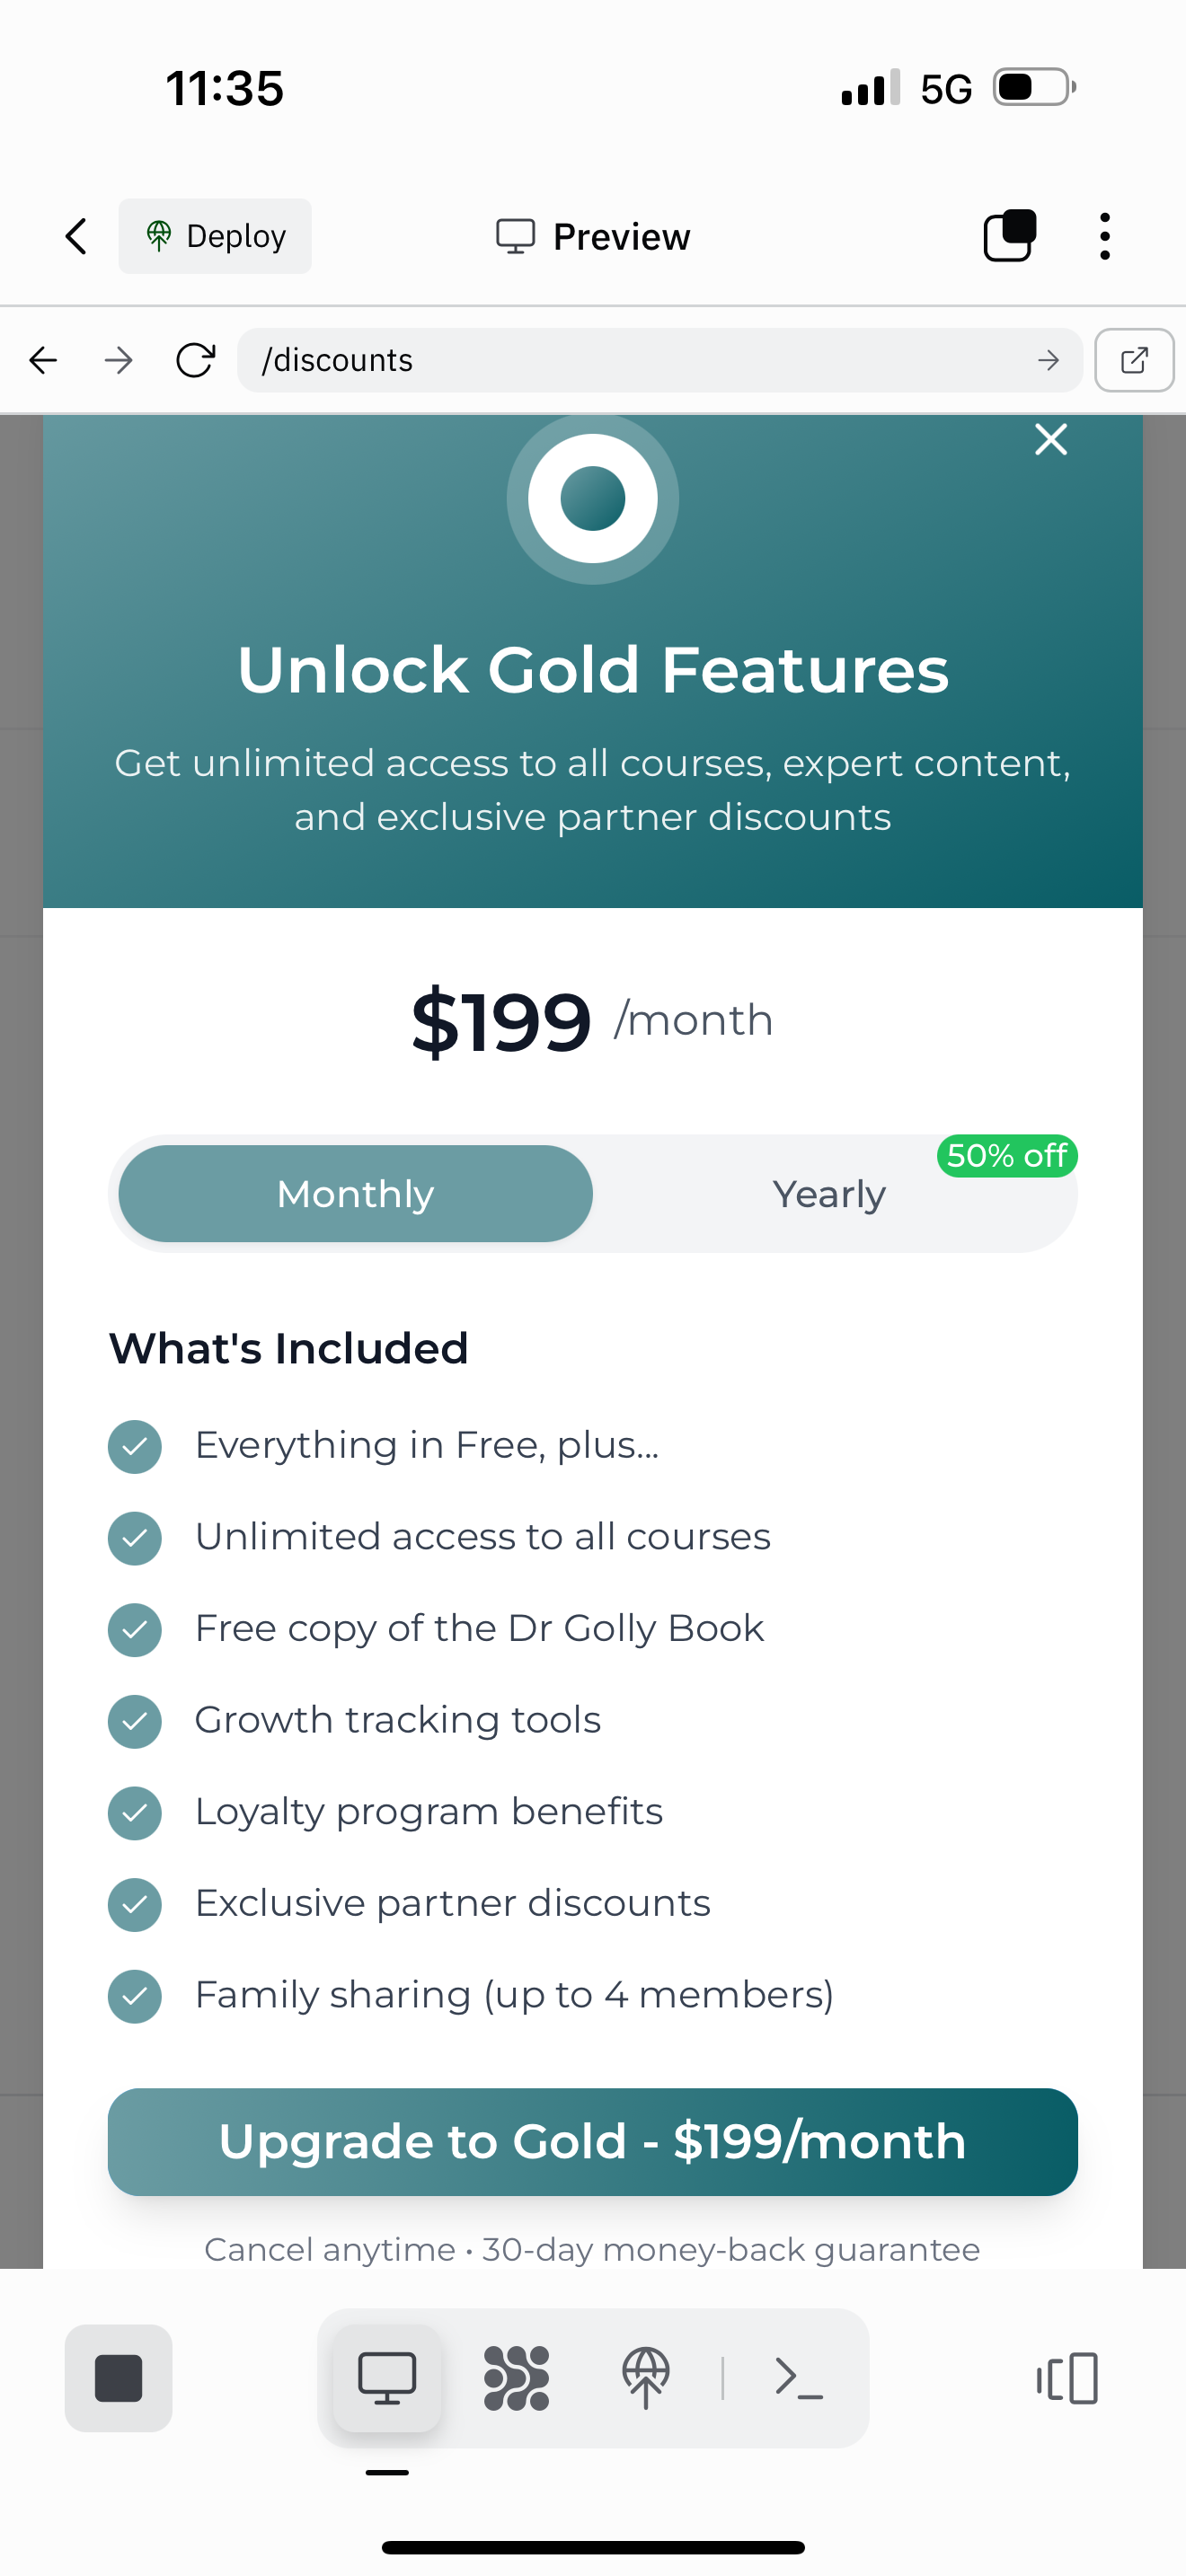 11:35
5G
Deploy
Preview
/discounts
Unlock Gold Features
Get unlimited access to all courses, expert content,
and exclusive partner discounts
$199 /month
50% off
Monthly
Yearly
What's Included
Everything in Free, plus...
Unlimited access to all courses
Free copy of the Dr Golly Book
Growth tracking tools
Loyalty program benefits
Exclusive partner discounts
Family sharing (up to 4 members)
Upgrade to Gold - $199/month
Cancel anytime • 30-day money-back guarantee